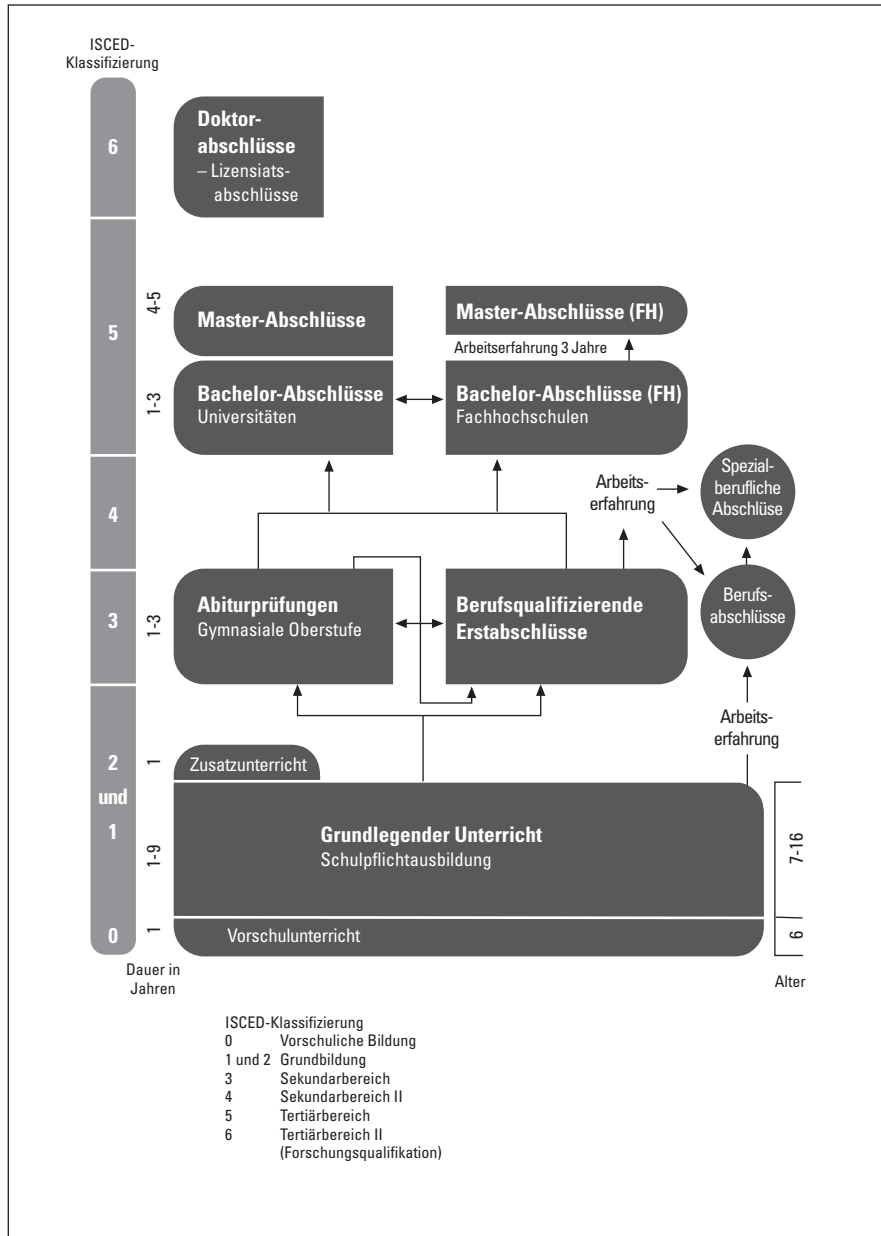 ISCED-
Klassifizierung
6
Doktor-
abschlüsse
– Lizensiats-
abschlüsse
5
4-5
Master-Abschlüsse
Master-Abschlüsse (FH)
Arbeitserfahrung 3 Jahre
1-3
Bachelor-Abschlüsse
Universitäten
Bachelor-Abschlüsse (FH)
Fachhochschulen
4
Arbeits-
erfahrung
Spezial-
berufliche
Abschlüse
3
1-3
Abiturprüfungen
Gymnasiale Oberstufe
Berufsqualifizierende
Erstabschlüsse
Berufs-
abschlüsse
Arbeits-
erfahrung
2
und
1
1
Zusatzunterricht
1-9
Grundlegender Unterricht
Schulpflichtausbildung
7-16
0
1
Vorschulunterricht
6
Dauer in
Jahren
Alter
ISCED-Klassifizierung
0 Vorschuliche Bildung
1 und 2 Grundbildung
3 Sekundarbereich
4 Sekundarbereich II
5 Tertiärbereich
6 Tertiärbereich II
(Forschungsqualifikation)